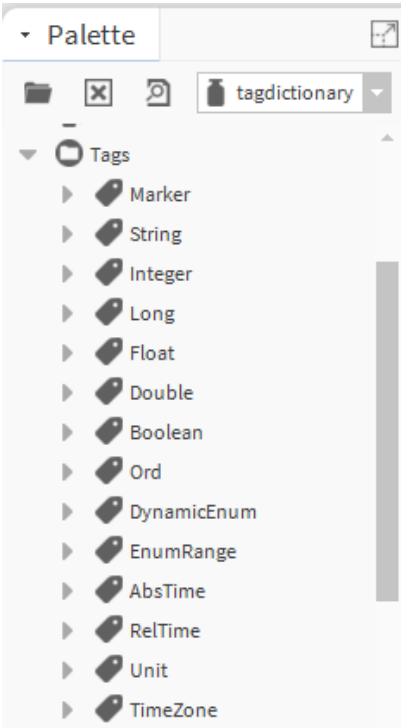 Palette
tagdictionary
Tags
Marker
String
Integer
Long
Float
Double
Boolean
Ord
DynamicEnum
EnumRange
AbsTime
RelTime
Unit
TimeZone